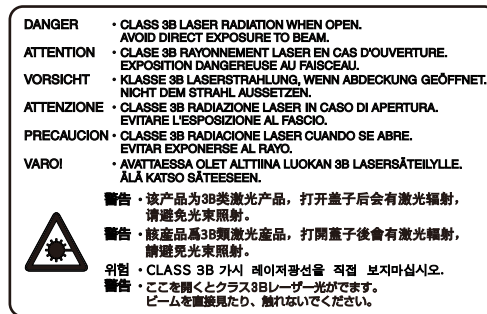 DANGER · CLASS 3B LASER RADIATION WHEN OPEN.
AVOID DIRECT EXPOSURE TO BEAM.
ATTENTION · CLASE 3B RAYONNEMENT LASER EN CAS D'OUVERTURE.
EXPOSITION DANGEREUSE AU FAISCEAU.
VORSICHT · KLASSE 3B LASERSTRAHLUNG, WENN ABDECKUNG GEÖFFNET.
NICHT DEM STRAHL AUSSETZEN.
ATTENZIONE · CLASSE 3B RADIAZIONE LASER IN CASO DI APERTURA.
EVITARE L'ESPOSIZIONE AL FASCIO.
PRECAUCION · CLASSE 3B RADIACIONE LASER CUANDO SE ABRE.
EVITAR EXPONERSE AL RAYO.
VARO! · AVATTAESSA OLET ALTTIINA LUOKAN 3B LASERSÄTEILYLLE.
ÄLÄ KATSO SÄTEESEEN.
警告 · 该产品为3B类激光产品，打开盖子后会有激光辐射，
请避免光束照射。
警告 · 該産品爲3B類激光産品，打開蓋子後會有激光輻射，
請避免光束照射。
위험 · CLASS 3B 가시 레이저광선을 직접 보지마십시오.
警告 · ここを開くとクラス3Bレーザー光がでます。
ビームを直接見たり、触れないでください。